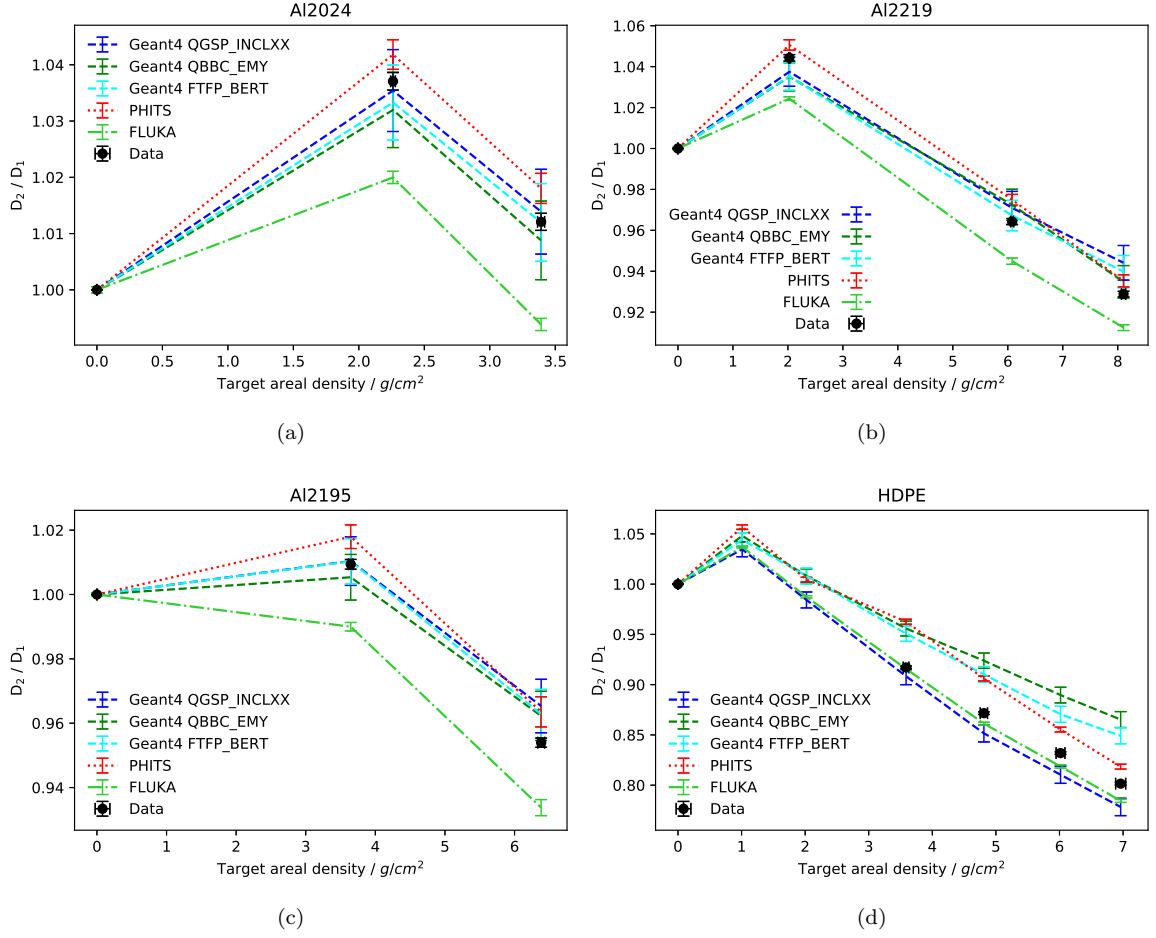 Al2024
D₂ / D₁
1.04
1.03
1.02
1.01
1.00
Geant4 QGSP_INCLXX
Geant4 QBBC_EMY
Geant4 FTFP_BERT
PHITS
FLUKA
Data
0.0 0.5 1.0 1.5 2.0 2.5 3.0 3.5
Target areal density / g/cm²
(a)
Al2219
D₂ / D₁
1.06
1.04
1.02
1.00
0.98
0.96
0.94
0.92
Geant4 QGSP_INCLXX
Geant4 QBBC_EMY
Geant4 FTFP_BERT
PHITS
FLUKA
Data
0 1 2 3 4 5 6 7 8
Target areal density / g/cm²
(b)
Al2195
D₂ / D₁
1.02
1.00
0.98
0.96
0.94
Geant4 QGSP_INCLXX
Geant4 QBBC_EMY
Geant4 FTFP_BERT
PHITS
FLUKA
Data
0 1 2 3 4 5 6
Target areal density / g/cm²
(c)
HDPE
D₂ / D₁
1.05
1.00
0.95
0.90
0.85
0.80
Geant4 QGSP_INCLXX
Geant4 QBBC_EMY
Geant4 FTFP_BERT
PHITS
FLUKA
Data
0 1 2 3 4 5 6 7
Target areal density / g/cm²
(d)